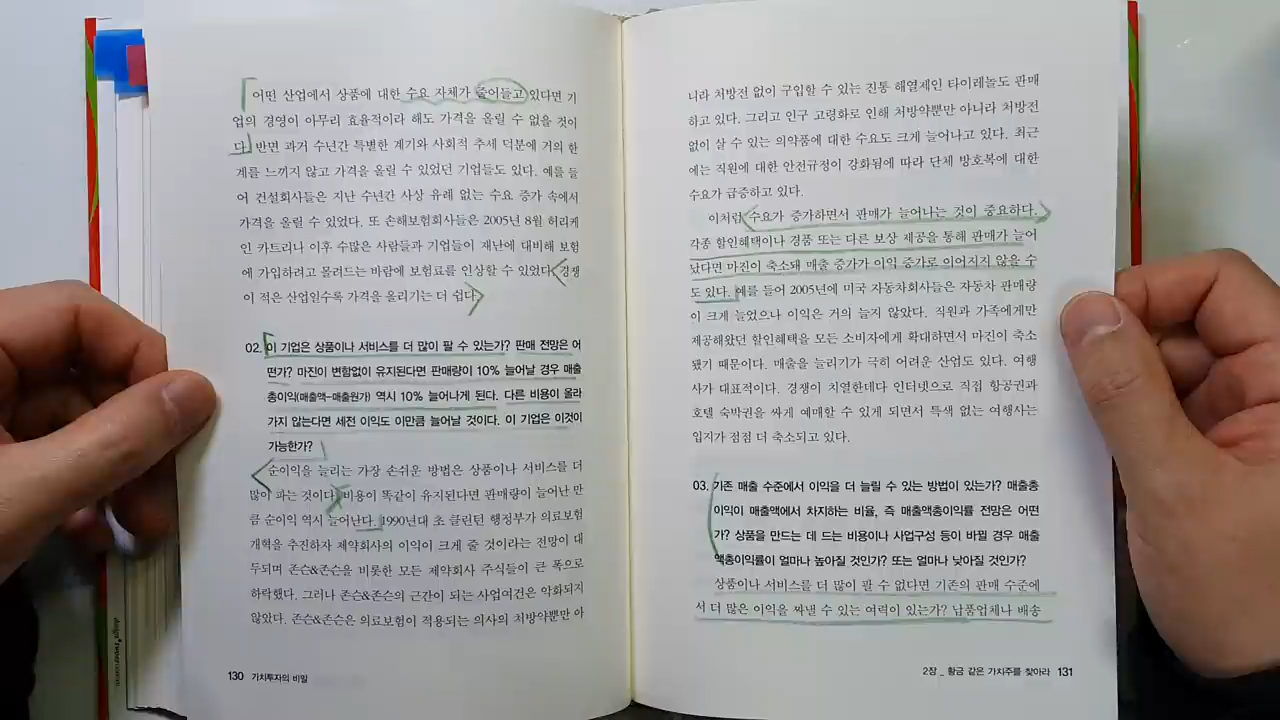 어떤 산업에서 상품에 대한 수요 자체가 줄어들고 있다면 기
업의 경영이 아무리 효율적이라 해도 가격을 올릴 수 없을 것이
다. 반면 과거 수년간 특별한 계기와 사회적 추세 덕분에 거의 한
계를 느끼지 않고 가격을 올릴 수 있었던 기업들도 있다. 예를 들
어 건설회사들은 지난 수년간 사상 유례 없는 수요 증가 속에서
가격을 올릴 수 있었다. 또 손해보험회사들은 2005년 8월 허리케
인 카트리나 이후 수많은 사람들과 기업들이 재난에 대비해 보험
에 가입하려고 몰려드는 바람에 보험료를 인상할 수 있었다. 경쟁
이 적은 산업일수록 가격을 올리기는 더 쉽다.
02. 이 기업은 상품이나 서비스를 더 많이 팔 수 있는가? 판매 전망은 어
떤가? 마진이 변함없이 유지된다면 판매량이 10% 늘어날 경우 매출
총이익(매출액-매출원가) 역시 10% 늘어나게 된다. 다른 비용이 올라
가지 않는다면 세전 이익도 이만큼 늘어날 것이다. 이 기업은 이것이
가능한가?
순이익을 늘리는 가장 손쉬운 방법은 상품이나 서비스를 더
많이 파는 것이다. 비용이 똑같이 유지된다면 판매량이 늘어난 만
큼 순이익 역시 늘어난다. 1990년대 초 클린턴 행정부가 의료보험
개혁을 추진하자 제약회사의 이익이 크게 줄 것이라는 전망이 대
두되며 존슨&존슨을 비롯한 모든 제약회사 주식들이 큰 폭으로
하락했다. 그러나 존슨&존슨의 근간이 되는 사업여건은 악화되지
않았다. 존슨&존슨은 의료보험이 적용되는 의사의 처방약뿐만 아
130 가치투자의 비밀
니라 처방전 없이 구입할 수 있는 진통 해열제인 타이레놀도 판매
하고 있다. 그리고 인구 고령화로 인해 처방약뿐만 아니라 처방전
없이 살 수 있는 의약품에 대한 수요도 크게 늘어나고 있다. 최근
에는 직원에 대한 안전규정이 강화됨에 따라 단체 방호복에 대한
수요가 급증하고 있다.
이처럼 수요가 증가하면서 판매가 늘어나는 것이 중요하다.
각종 할인혜택이나 경품 또는 다른 보상 제공을 통해 판매가 늘어
났다면 마진이 축소돼 매출 증가가 이익 증가로 이어지지 않을 수
도 있다. 예를 들어 2005년에 미국 자동차회사들은 자동차 판매량
이 크게 늘었으나 이익은 거의 늘지 않았다. 직원과 가족에게만
제공해왔던 할인혜택을 모든 소비자에게 확대하면서 마진이 축소
됐기 때문이다. 매출을 늘리기가 극히 어려운 산업도 있다. 여행
사가 대표적이다. 경쟁이 치열한데다 인터넷으로 직접 항공권과
호텔 숙박권을 싸게 예매할 수 있게 되면서 특색 없는 여행사는
입지가 점점 더 축소되고 있다.
03. 기존 매출 수준에서 이익을 더 늘릴 수 있는 방법이 있는가? 매출총
이익이 매출액에서 차지하는 비율, 즉 매출액총이익률 전망은 어떤
가? 상품을 만드는 데 드는 비용이나 사업구성 등이 바뀔 경우 매출
액총이익률이 얼마나 높아질 것인가? 또는 얼마나 낮아질 것인가?
상품이나 서비스를 더 많이 팔 수 없다면 기존의 판매 수준에
서 더 많은 이익을 짜낼 수 있는 여력이 있는가? 납품업체나 배송
2장 _ 황금 같은 가치주를 찾아라 131